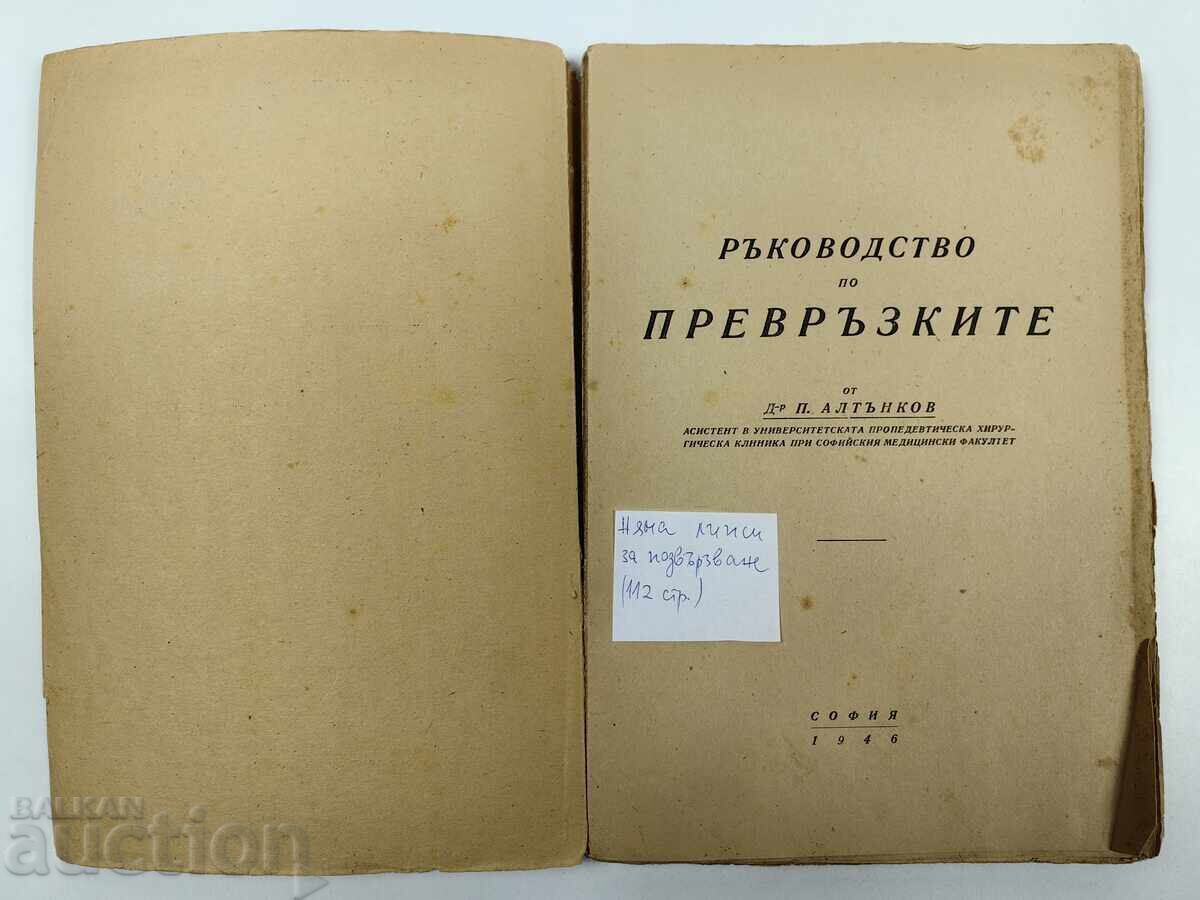 РЪКОВОДСТВО
ПО
ПРЕВРЪЗКИТЕ
ОТ
Д-р П. АЛТЪНКОВ
АСИСТЕНТ В УНИВЕРСИТЕТСКАТА ПРОПЕДЕВТИЧЕСКА ХИРУР-
ГИЧЕСКА КЛИНИКА ПРИ СОФИЙСКИЯ МЕДИЦИНСКИ ФАКУЛТЕТ
Няма липси
за подвързване
(112 стр.)
СОФИЯ
1946
BALKAN
auction